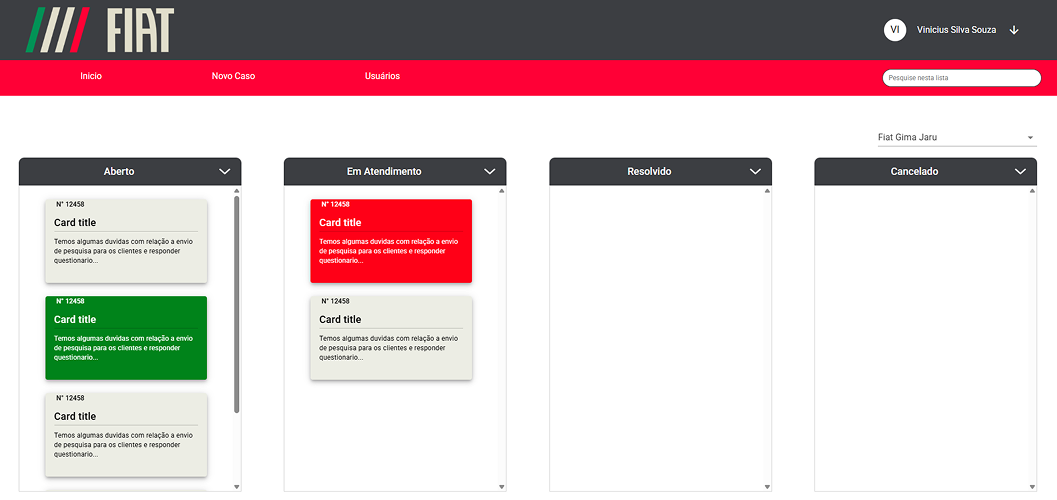 FIAT
VI Vinicius Silva Souza
Inicio Novo Caso Usuários Pesquise nesta lista
Fiat Gima Jaru
Aberto
N° 12458
Card title
Temos algumas duvidas com relação a envio
de pesquisa para os clientes e responder
questionario...
N° 12458
Card title
Temos algumas duvidas com relação a envio
de pesquisa para os clientes e responder
questionario...
N° 12458
Card title
Temos algumas duvidas com relação a envio
de pesquisa para os clientes e responder
questionario...
Em Atendimento
N° 12458
Card title
Temos algumas duvidas com relação a envio
de pesquisa para os clientes e responder
questionario...
N° 12458
Card title
Temos algumas duvidas com relação a envio
de pesquisa para os clientes e responder
questionario...
Resolvido
Cancelado